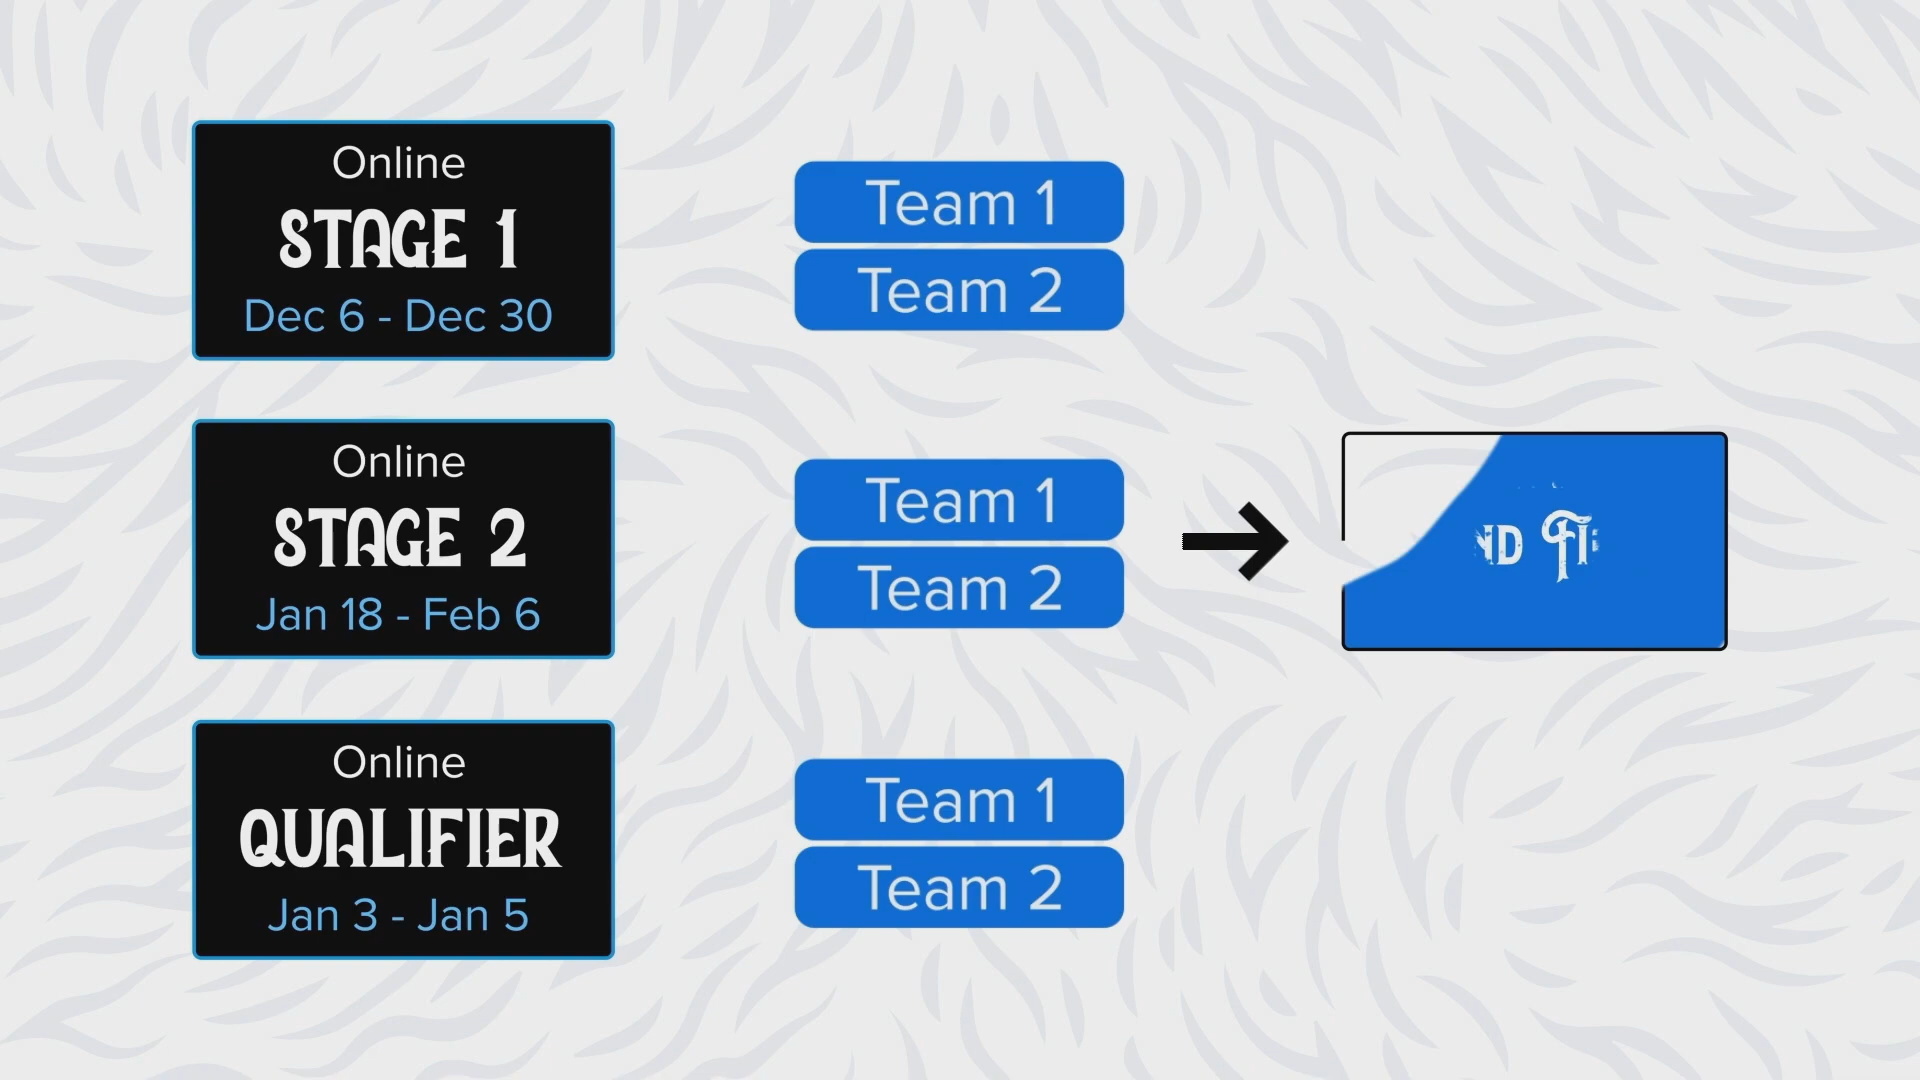 Online
STAGE 1
Dec 6 - Dec 30
Team 1
Team 2
Online
STAGE 2
Jan 18 - Feb 6
Team 1
Team 2
Online
QUALIFIER
Jan 3 - Jan 5
Team 1
Team 2